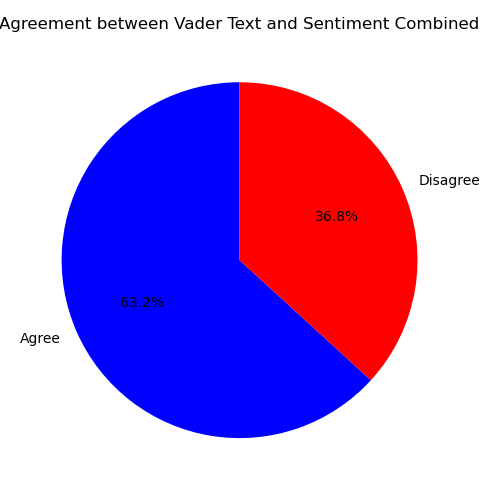 Agreement between Vader Text and Sentiment Combined
Disagree
36.8%
63.2%
Agree